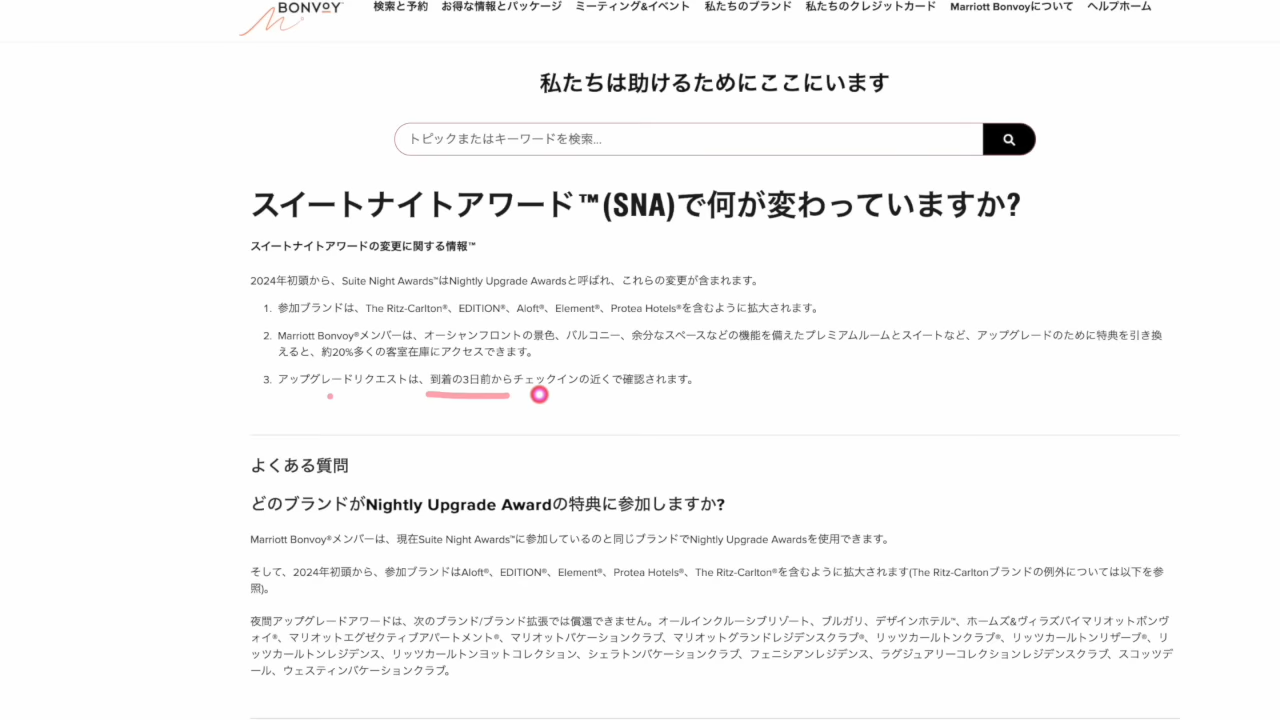 BONVOY
検索と予約 お得な情報とパッケージ ミーティング&イベント 私たちのブランド 私たちのクレジットカード Marriott Bonvoyについて ヘルプホーム
私たちは助けるためにここにいます
トピックまたはキーワードを検索...
スイートナイトアワード™(SNA)で何が変わっていますか?
スイートナイトアワードの変更に関する情報™
2024年初頭から、Suite Night Awards™はNightly Upgrade Awardsと呼ばれ、これらの変更が含まれます。
1. 参加ブランドは、The Ritz-Carlton®、EDITION®、Aloft®、Element®、Protea Hotels®を含むように拡大されます。
2. Marriott Bonvoy®メンバーは、オーシャンフロントの景色、バルコニー、余分なスペースなどの機能を備えたプレミアムルームとスイートなど、アップグレードのために特典を引き換
えると、約20%多くの客室在庫にアクセスできます。
3. アップグレードリクエストは、到着の3日前からチェックインの近くで確認されます。
よくある質問
どのブランドがNightly Upgrade Awardの特典に参加しますか?
Marriott Bonvoy®メンバーは、現在Suite Night Awards™に参加しているのと同じブランドでNightly Upgrade Awardsを使用できます。
そして、2024年初頭から、参加ブランドはAloft®、EDITION®、Element®、Protea Hotels®、The Ritz-Carlton®を含むように拡大されます(The Ritz-Carltonブランドの例外については以下を参
照)。
夜間アップグレードアワードは、次のブランド/ブランド拡張では償還できません。オールインクルーシブリゾート、ブルガリ、デザインホテル™、ホームズ&ヴィラズバイマリオットボンヴ
ォイ®、マリオットエグゼクティブアパートメント®、マリオットバケーションクラブ、マリオットグランドレジデンスクラブ®、リッツカールトンクラブ®、リッツカールトンリザーブ®、リ
ッツカールトンレジデンス、リッツカールトンヨットコレクション、シェラトンバケーションクラブ、フェニシアンレジデンス、ラグジュアリーコレクションレジデンスクラブ、スコッツデ
ール、ウェスティンバケーションクラブ。